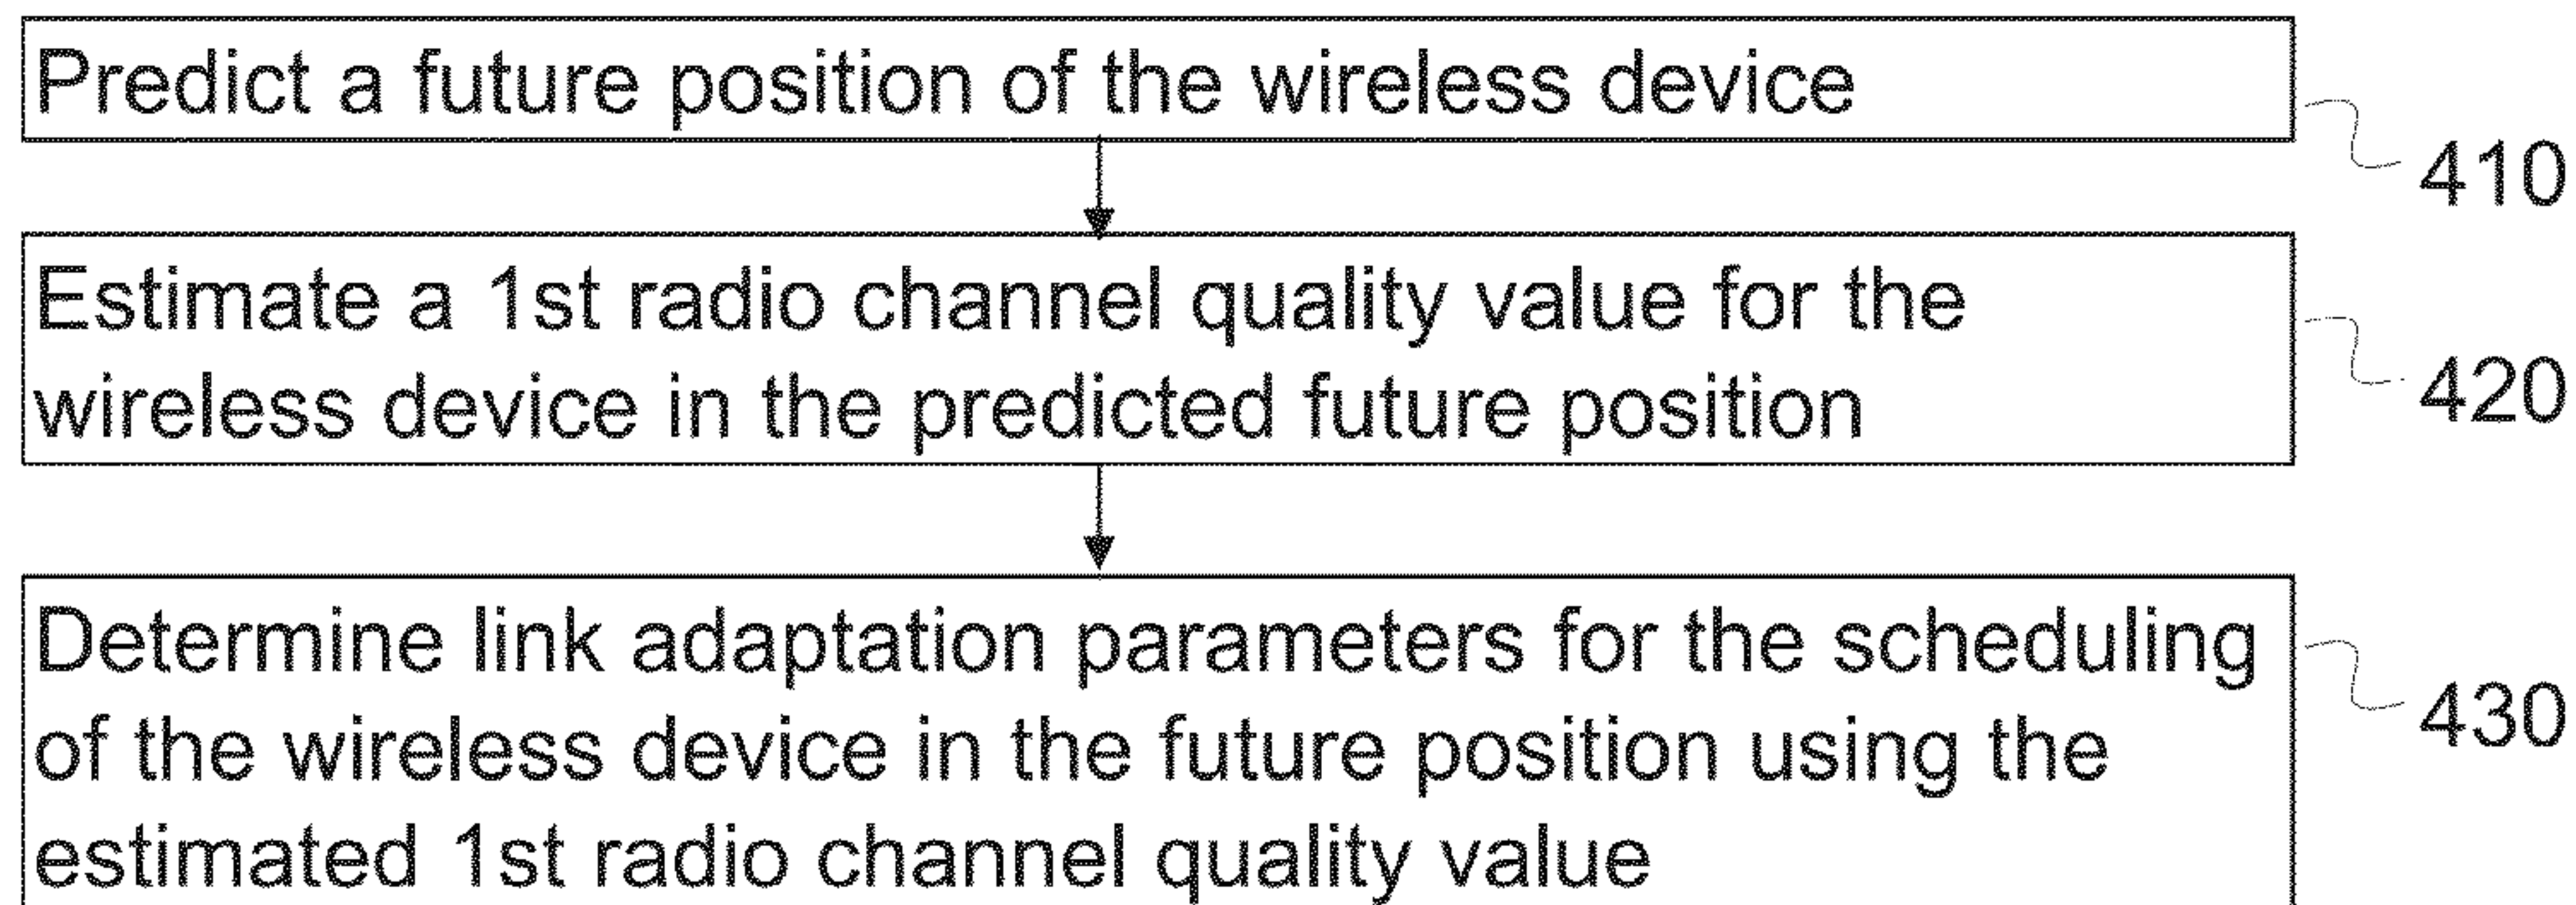 Predict a future position of the wireless device
410
Estimate a 1st radio channel quality value for the
wireless device in the predicted future position
420
Determine link adaptation parameters for the scheduling
of the wireless device in the future position using the
estimated 1st radio channel quality value
430